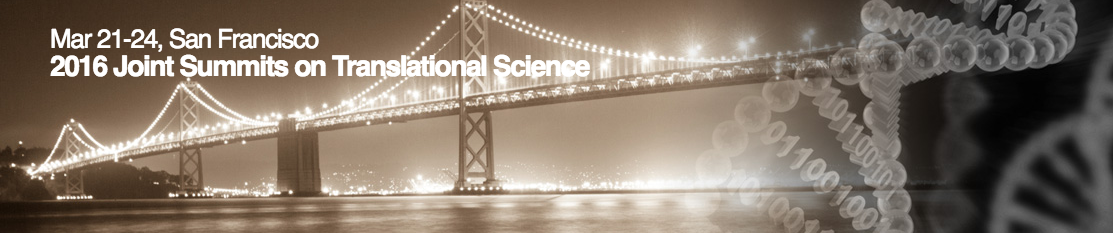 Mar 21-24, San Francisco
2016 Joint Summits on Translational Science